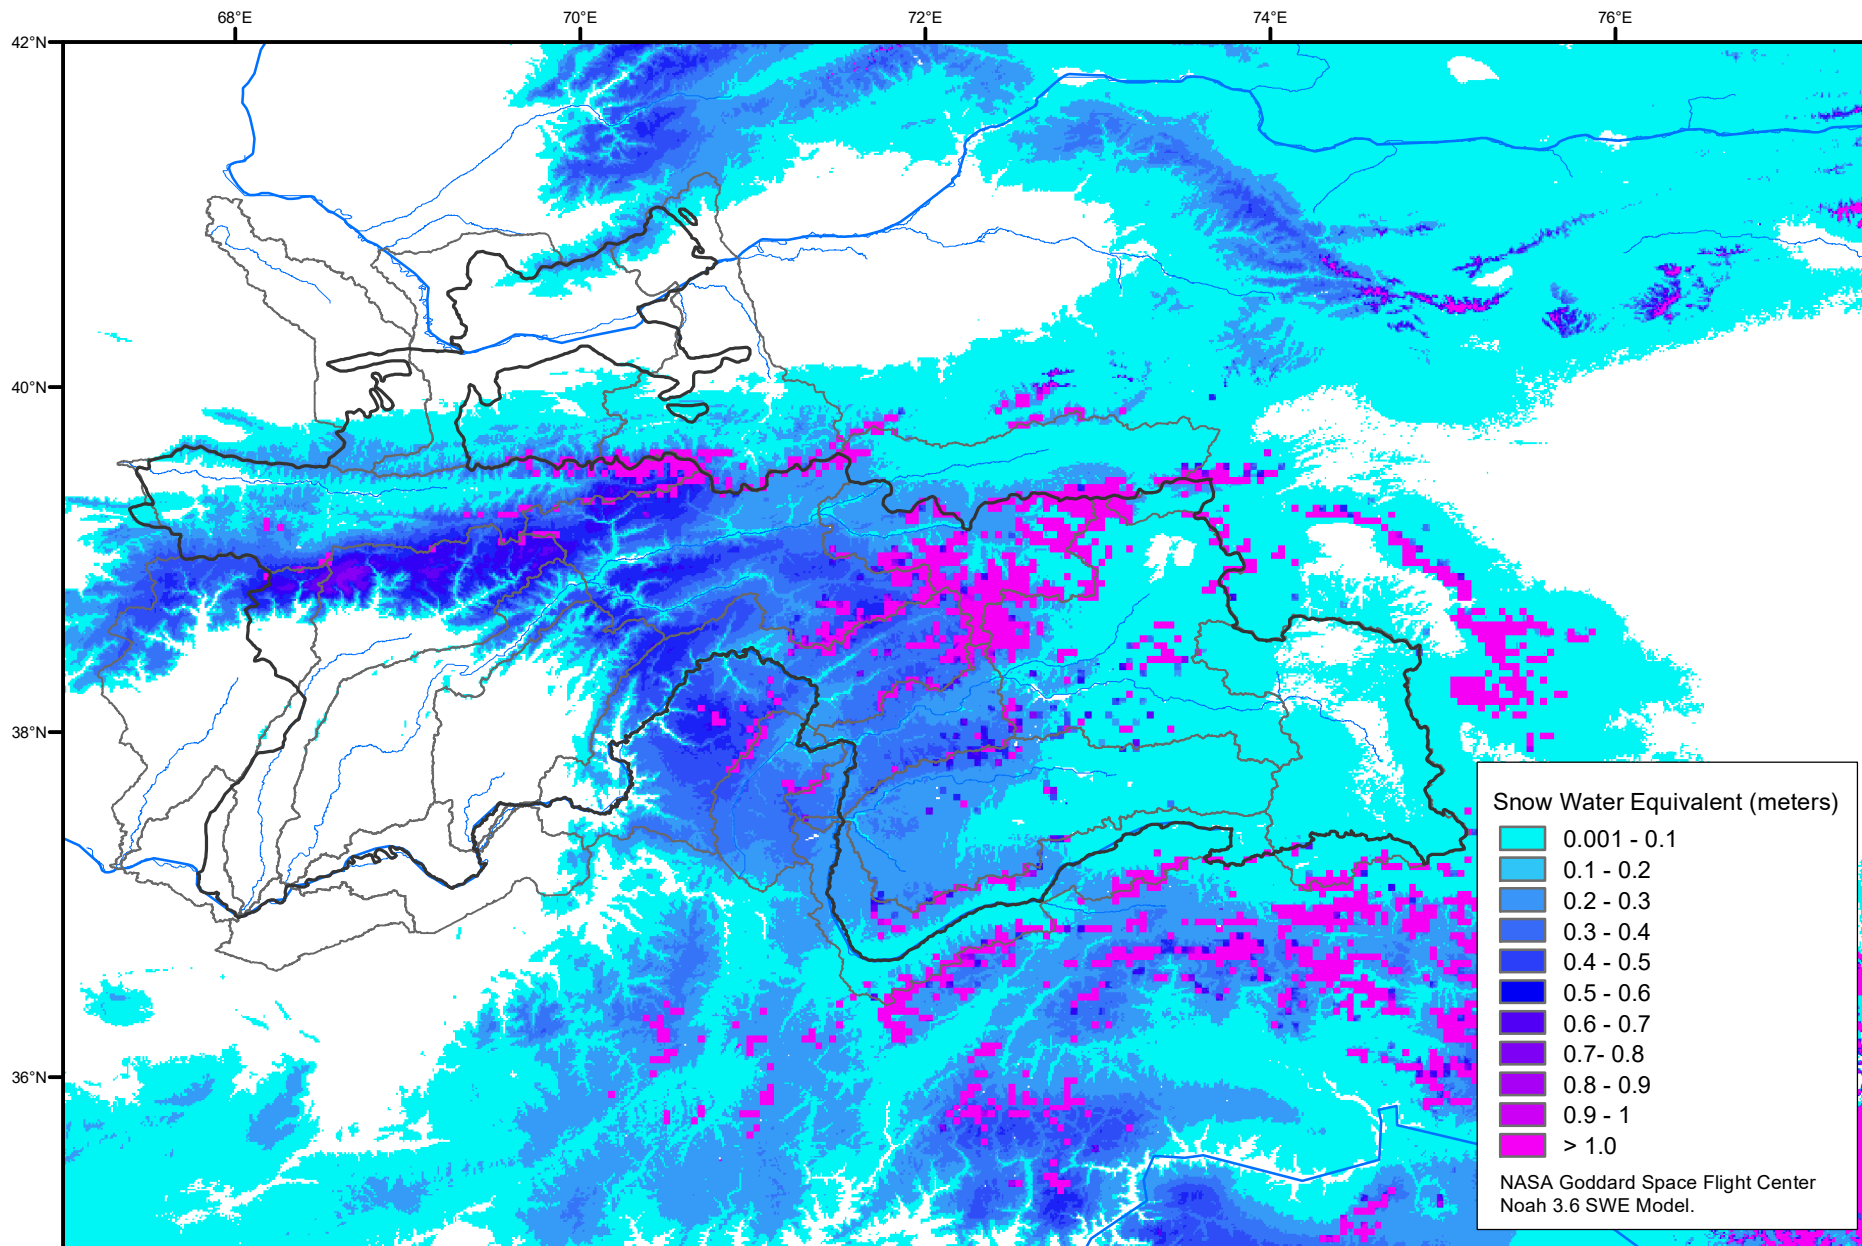 68°E 70°E 72°E 74°E 76°E
42°N
40°N
38°N
36°N
Snow Water Equivalent (meters)
0.001 - 0.1
0.1 - 0.2
0.2 - 0.3
0.3 - 0.4
0.4 - 0.5
0.5 - 0.6
0.6 - 0.7
0.7- 0.8
0.8 - 0.9
0.9 - 1
> 1.0
NASA Goddard Space Flight Center
Noah 3.6 SWE Model.